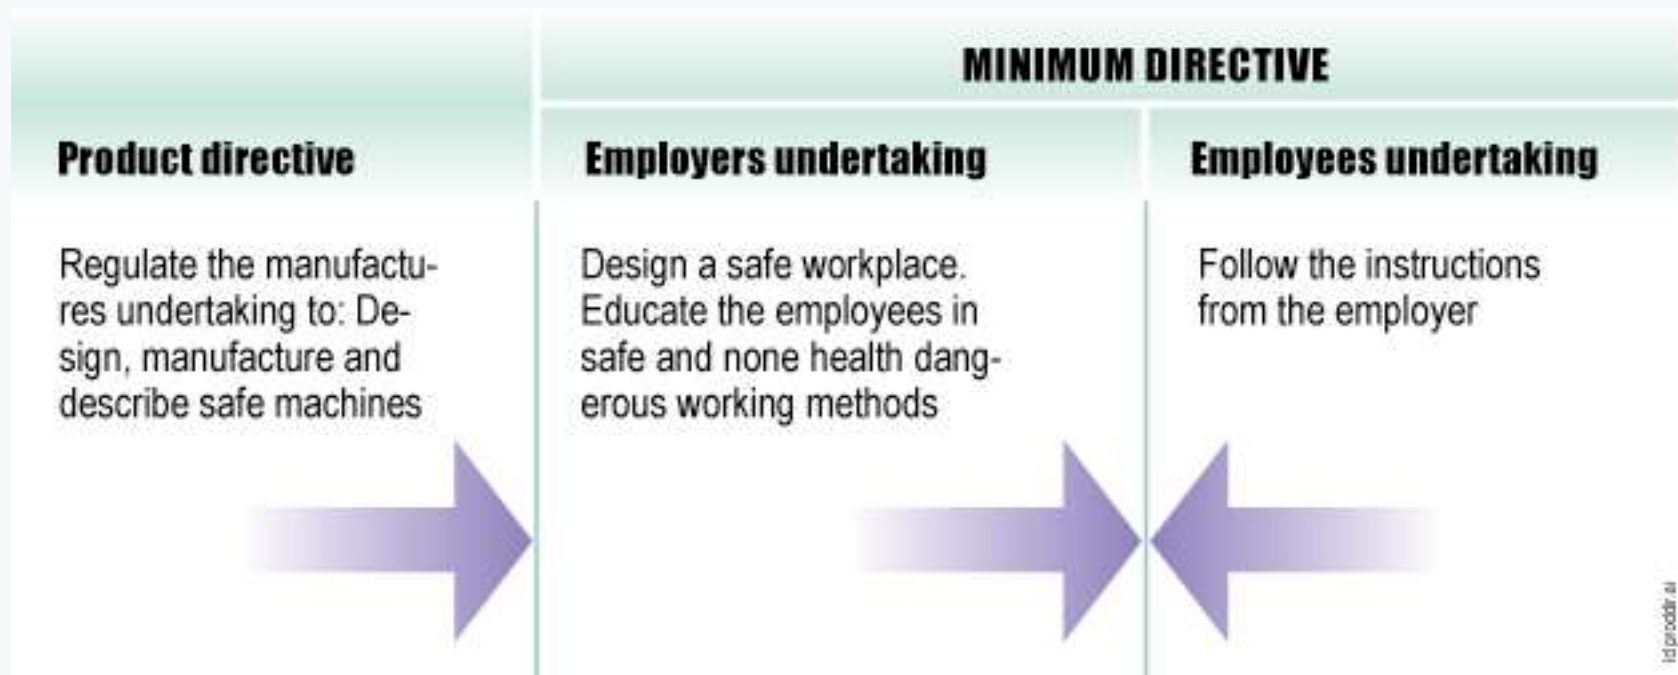 MINIMUM DIRECTIVE
Product directive
Employers undertaking
Employees undertaking
Regulate the manufactu-
res undertaking to: De-
sign, manufacture and
describe safe machines
Design a safe workplace.
Educate the employees in
safe and none health dang-
erous working methods
Follow the instructions
from the employer